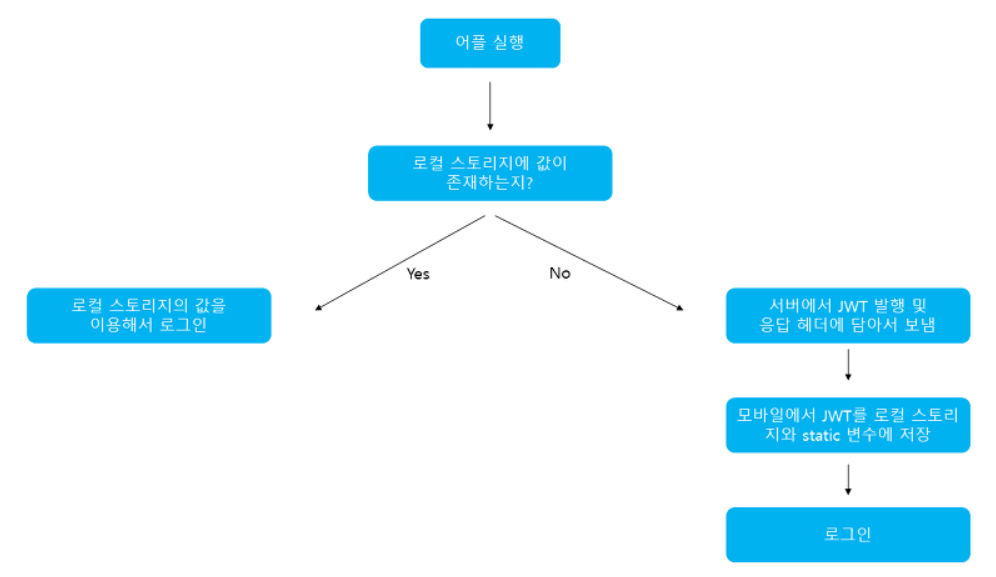 어플 실행
로컬 스토리지에 값이
존재하는지?
Yes
No
로컬 스토리지의 값을
이용해서 로그인
서버에서 JWT 발행 및
응답 헤더에 담아서 보냄
모바일에서 JWT를 로컬 스토리
지와 static 변수에 저장
로그인